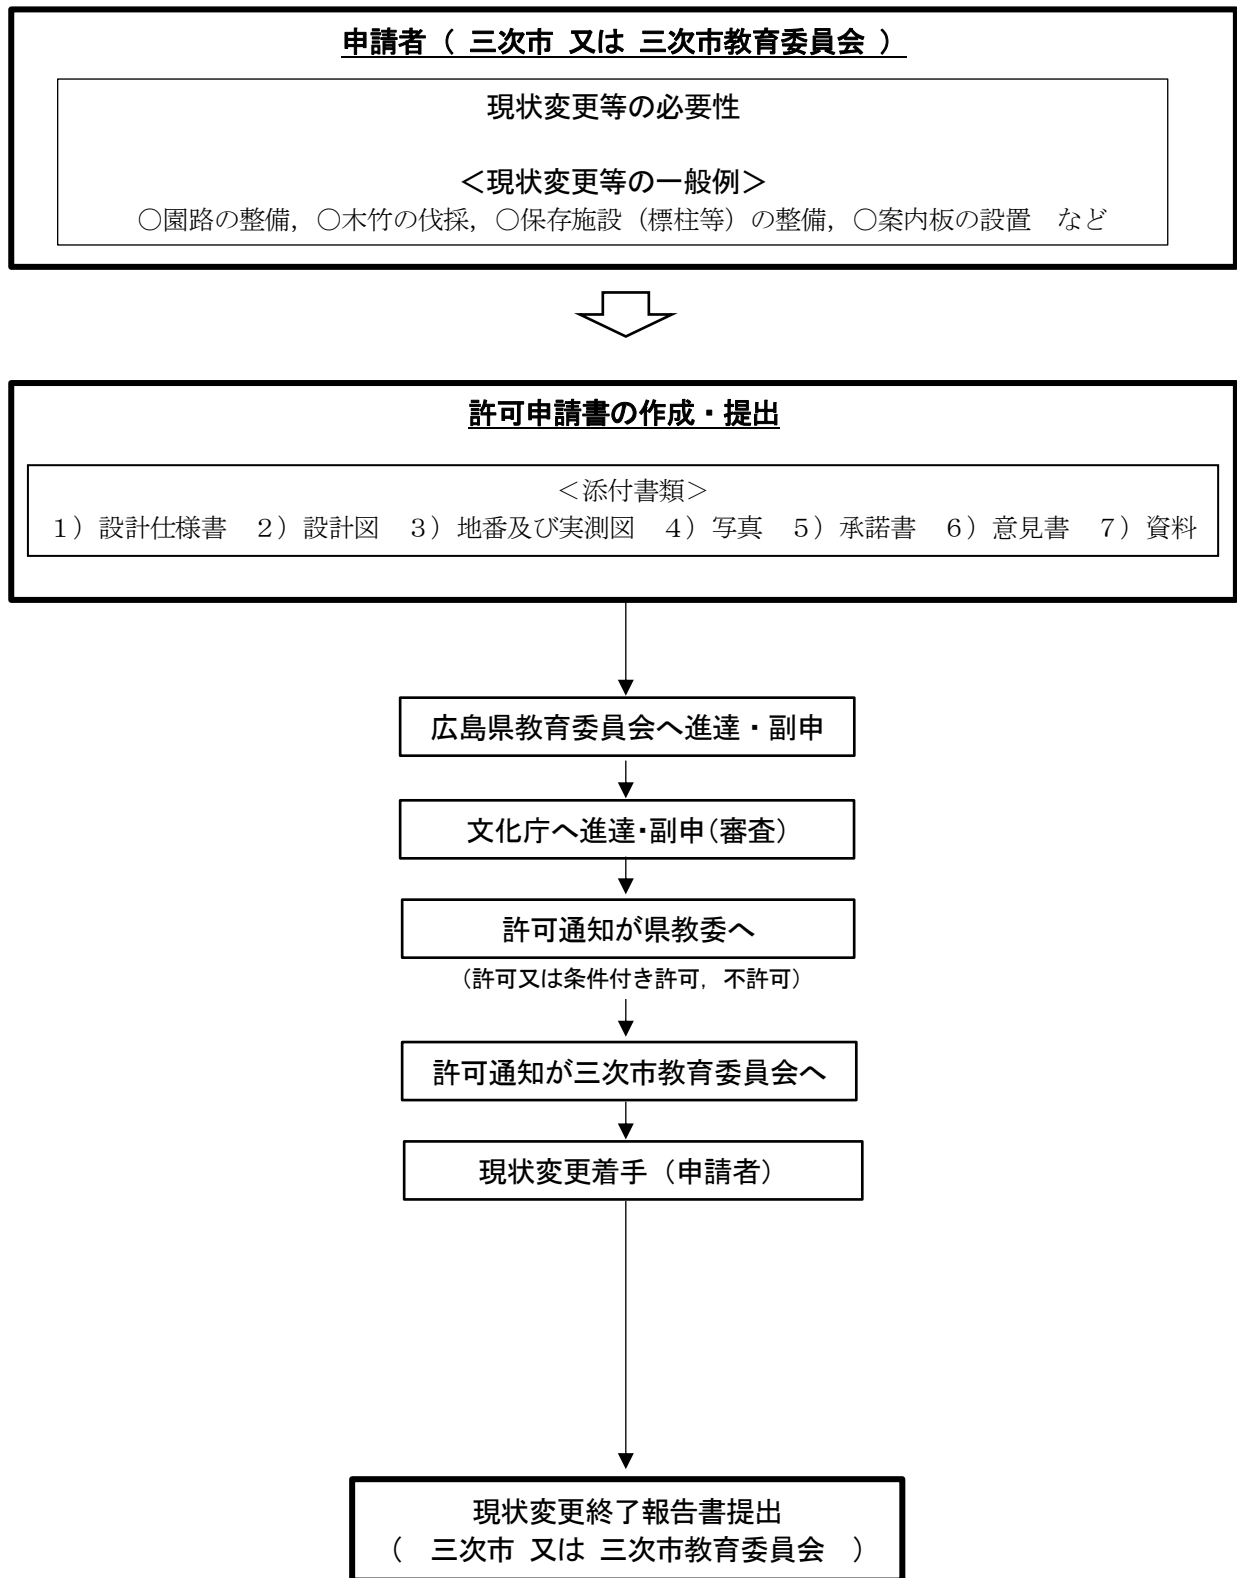 申請者（ 三次市 又は 三次市教育委員会 ）
現状変更等の必要性
＜現状変更等の一般例＞
○園路の整備，○木竹の伐採，○保存施設（標柱等）の整備，○案内板の設置　など
許可申請書の作成・提出
＜添付書類＞
１）設計仕様書　２）設計図　３）地番及び実測図　４）写真　５）承諾書　６）意見書　７）資料
広島県教育委員会へ進達・副申
文化庁へ進達・副申（審査）
許可通知が県教委へ
（許可又は条件付き許可，不許可）
許可通知が三次市教育委員会へ
現状変更着手（申請者）
現状変更終了報告書提出
（　三次市 又は 三次市教育委員会　）